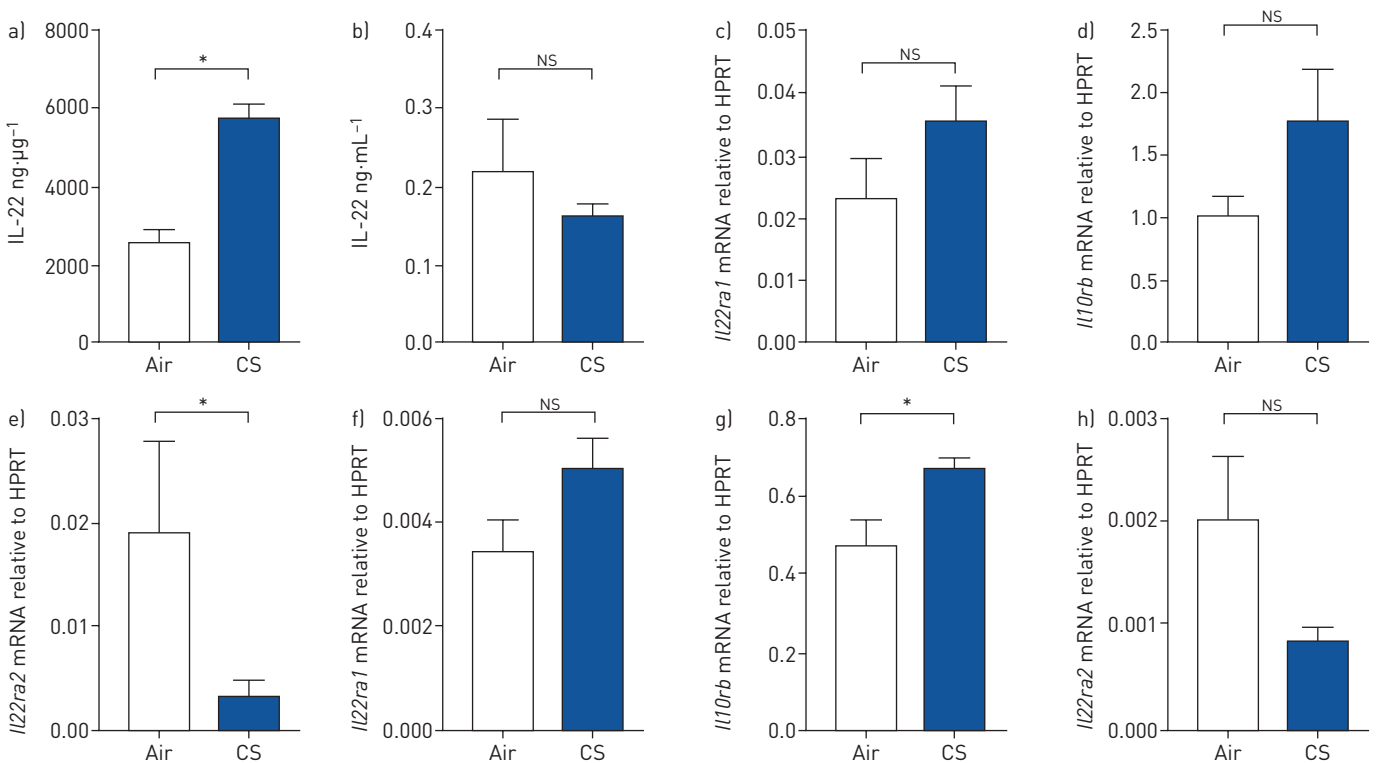 a)
IL-22 ng·µg⁻¹
8000
6000
4000
2000
0
*
Air
CS
b)
IL-22 ng·mL⁻¹
0.4
0.3
0.2
0.1
0.0
NS
Air
CS
c)
Il22ra1 mRNA relative to HPRT
0.05
0.04
0.03
0.02
0.01
0.00
NS
Air
CS
d)
Il10rb mRNA relative to HPRT
2.5
2.0
1.5
1.0
0.5
0.0
NS
Air
CS
e)
Il22ra2 mRNA relative to HPRT
0.03
0.02
0.01
0.00
*
Air
CS
f)
Il22ra1 mRNA relative to HPRT
0.006
0.004
0.002
0.000
NS
Air
CS
g)
Il10rb mRNA relative to HPRT
0.8
0.6
0.4
0.2
0.0
*
Air
CS
h)
Il22ra2 mRNA relative to HPRT
0.003
0.002
0.001
0.000
NS
Air
CS